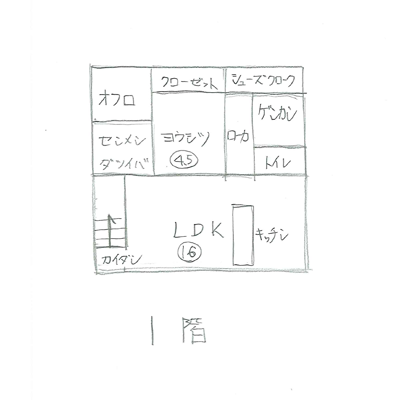 クローゼット
シューズクローク
オフロ
ゲンカン
センメン
ダツイバ
ヨウシツ
4.5
ローカ
トイレ
LDK
16
キッチン
カイダン
1階